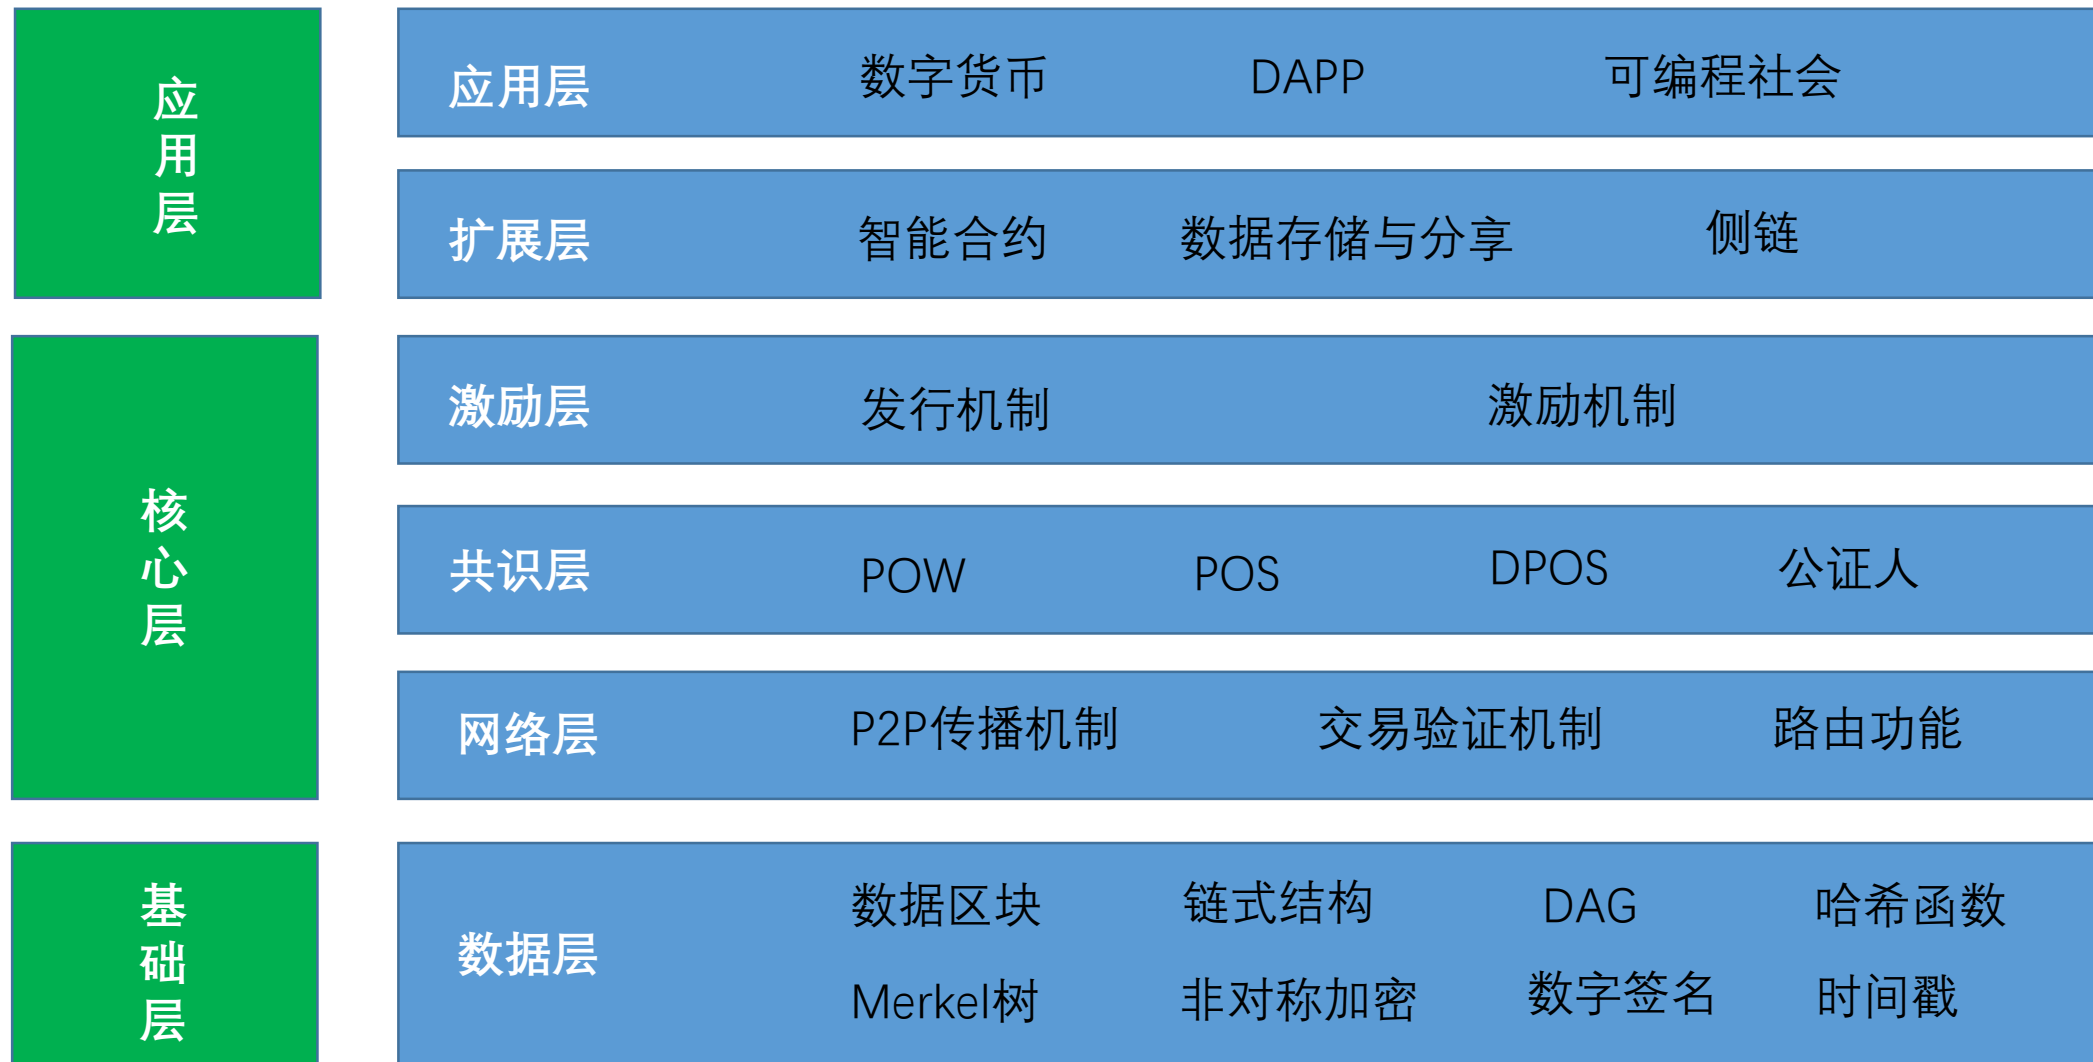 应用层
应用层 数字货币 DAPP 可编程社会
扩展层 智能合约 数据存储与分享 侧链
核心层
激励层 发行机制 激励机制
共识层 POW POS DPOS 公证人
网络层 P2P传播机制 交易验证机制 路由功能
基础层
数据层
数据区块 链式结构 DAG 哈希函数
Merkel树 非对称加密 数字签名 时间戳